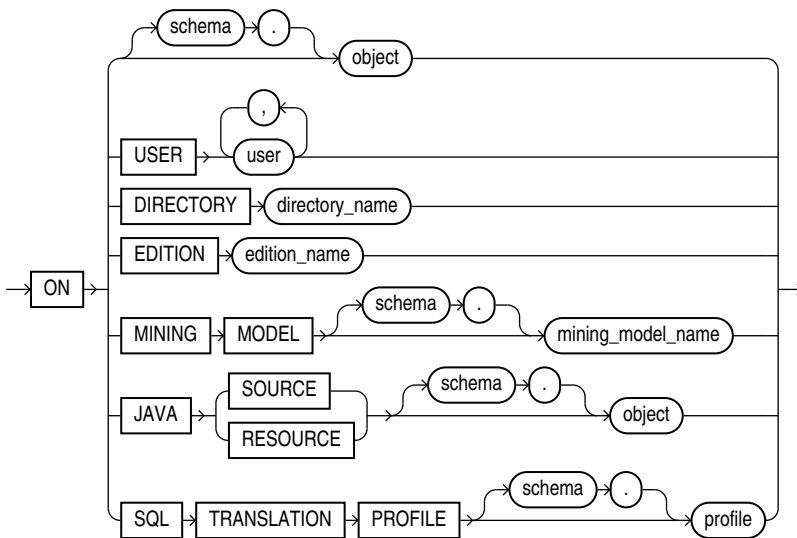 schema .
object
,
USER user
DIRECTORY directory_name
EDITION edition_name
ON
schema .
MINING MODEL mining_model_name
SOURCE schema .
JAVA object
RESOURCE
schema .
SQL TRANSLATION PROFILE profile